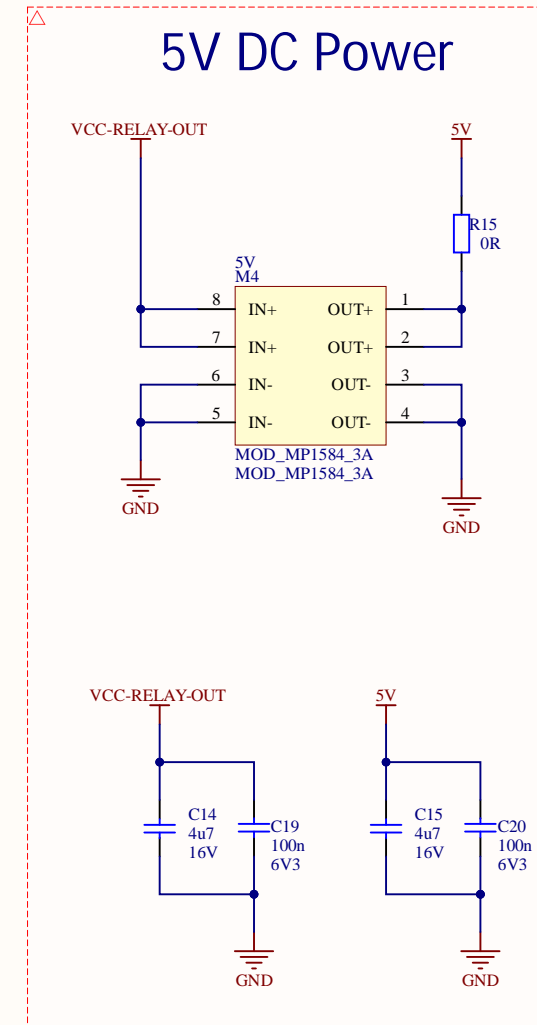 5V DC Power
VCC-RELAY-OUT
5V
R15
0R
5V
M4
8 IN+ OUT+ 1
7 IN+ OUT+ 2
6 IN- OUT- 3
5 IN- OUT- 4
MOD_MP1584_3A
MOD_MP1584_3A
GND
GND
VCC-RELAY-OUT
5V
C14
4u7
16V
C19
100n
6V3
C15
4u7
16V
C20
100n
6V3
GND
GND